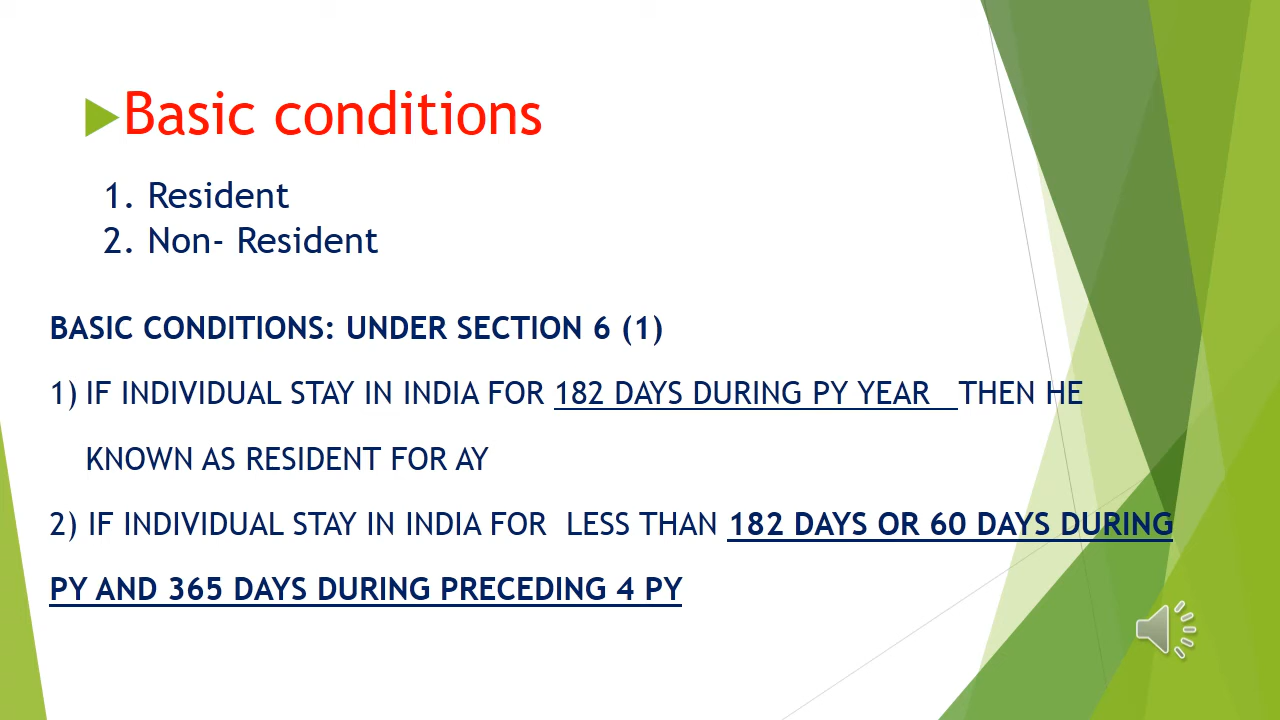 Basic conditions
1. Resident
2. Non- Resident
BASIC CONDITIONS: UNDER SECTION 6 (1)
1) IF INDIVIDUAL STAY IN INDIA FOR 182 DAYS DURING PY YEAR THEN HE
KNOWN AS RESIDENT FOR AY
2) IF INDIVIDUAL STAY IN INDIA FOR LESS THAN 182 DAYS OR 60 DAYS DURING
PY AND 365 DAYS DURING PRECEDING 4 PY